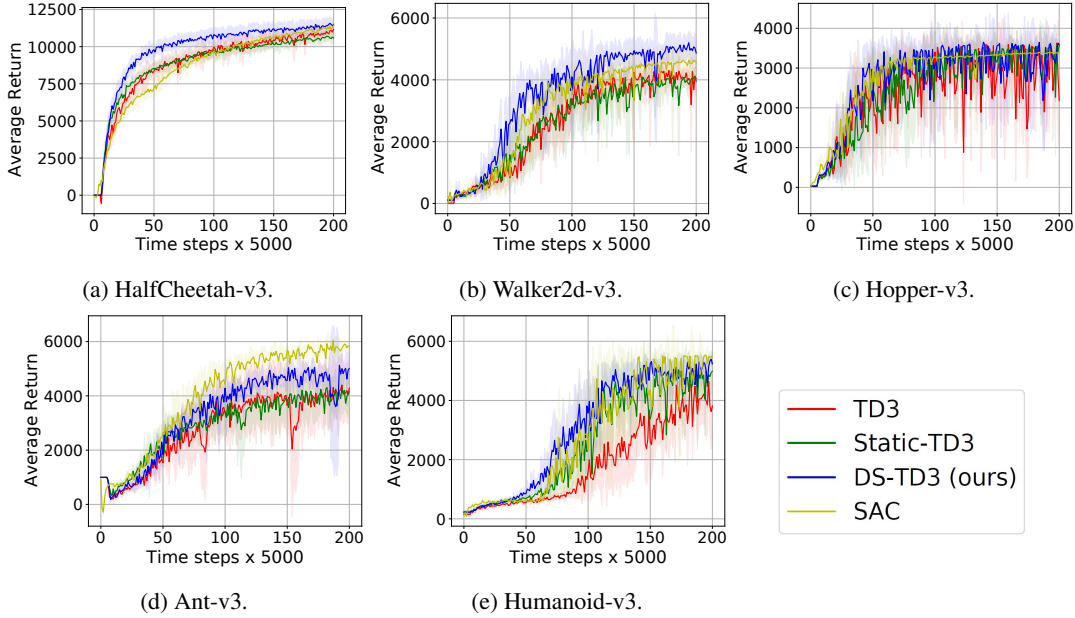 12500
10000
7500
5000
2500
0
Average Return
0 50 100 150 200
Time steps x 5000
(a) HalfCheetah-v3.
6000
4000
2000
0
Average Return
0 50 100 150 200
Time steps x 5000
(b) Walker2d-v3.
4000
3000
2000
1000
0
Average Return
0 25 50 75 100 125 150 175 200
Time steps x 5000
(c) Hopper-v3.
6000
4000
2000
0
Average Return
0 50 100 150 200
Time steps x 5000
(d) Ant-v3.
6000
4000
2000
0
Average Return
0 50 100 150 200
Time steps x 5000
(e) Humanoid-v3.
TD3
Static-TD3
DS-TD3 (ours)
SAC